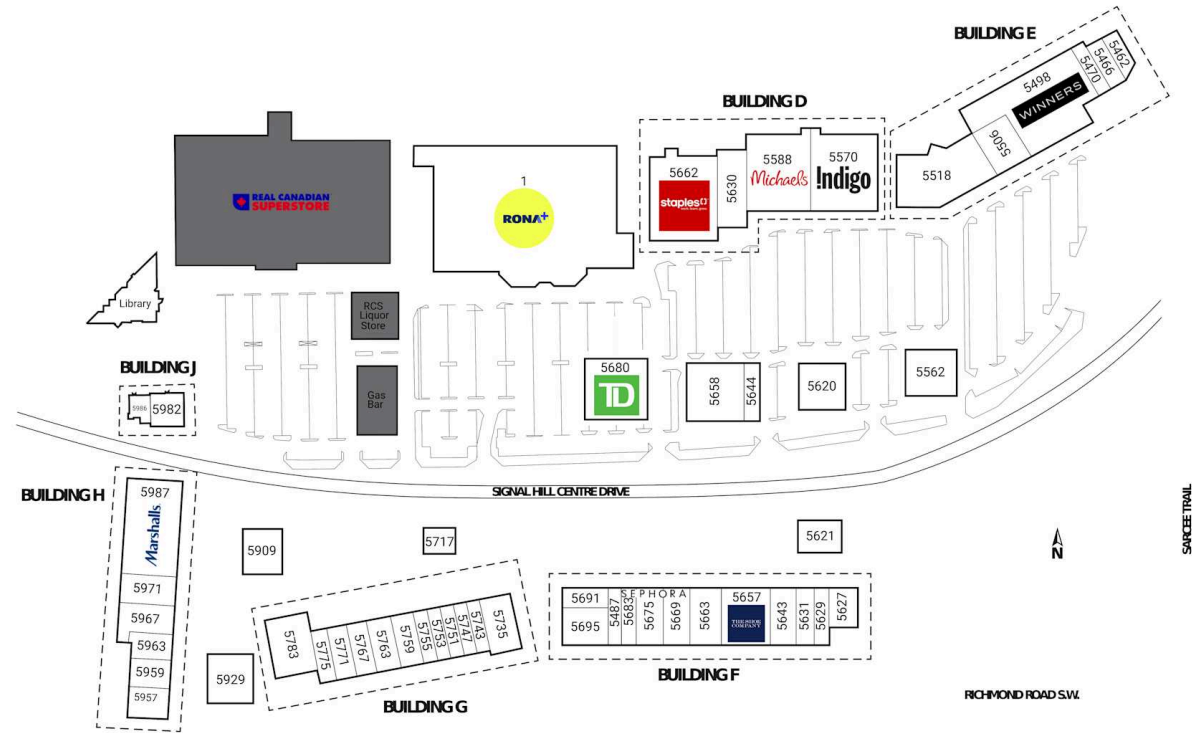 BUILDING E
5462
5466
5470
5498
WINNERS
5506
5518
BUILDING D
5662
staples
5630
5588
Michaels
5570
Indigo
REAL CANADIAN
SUPERSTORE
1
RONA+
Library
RCS
Liquor
Store
Gas
Bar
BUILDING J
5986
5982
5680
TD
5658
5644
5620
5562
SIGNAL HILL CENTRE DRIVE
SARCEE TRAIL
N
BUILDING H
5987
Marshalls
5971
5967
5963
5959
5957
5909
5929
5717
5621
5783
5775
5771
5767
5763
5759
5755
5753
5751
5747
5743
5735
BUILDING G
SEPHORA
5691
5695
5487
5683
5675
5669
5663
5657
THE SHOE
COMPANY
5643
5631
5629
5627
BUILDING F
RICHMOND ROAD S.W.